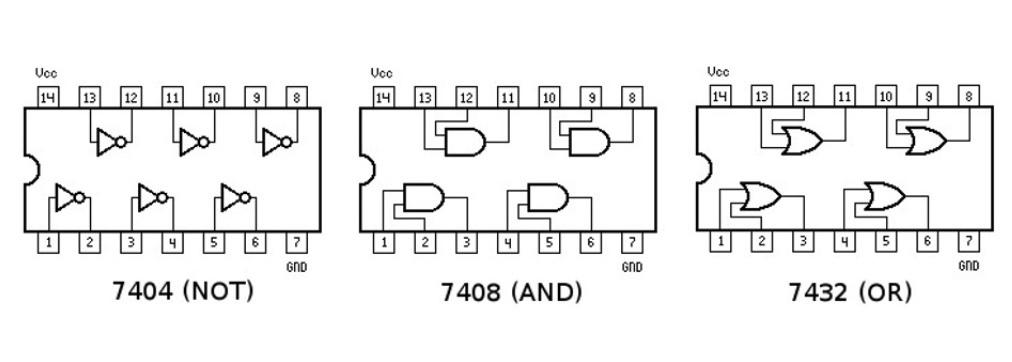 Vcc Vcc Vcc
14 13 12 11 10 9 8 14 13 12 11 10 9 8 14 13 12 11 10 9 8
1 2 3 4 5 6 7 1 2 3 4 5 6 7 1 2 3 4 5 6 7
GND GND GND
7404 (NOT) 7408 (AND) 7432 (OR)